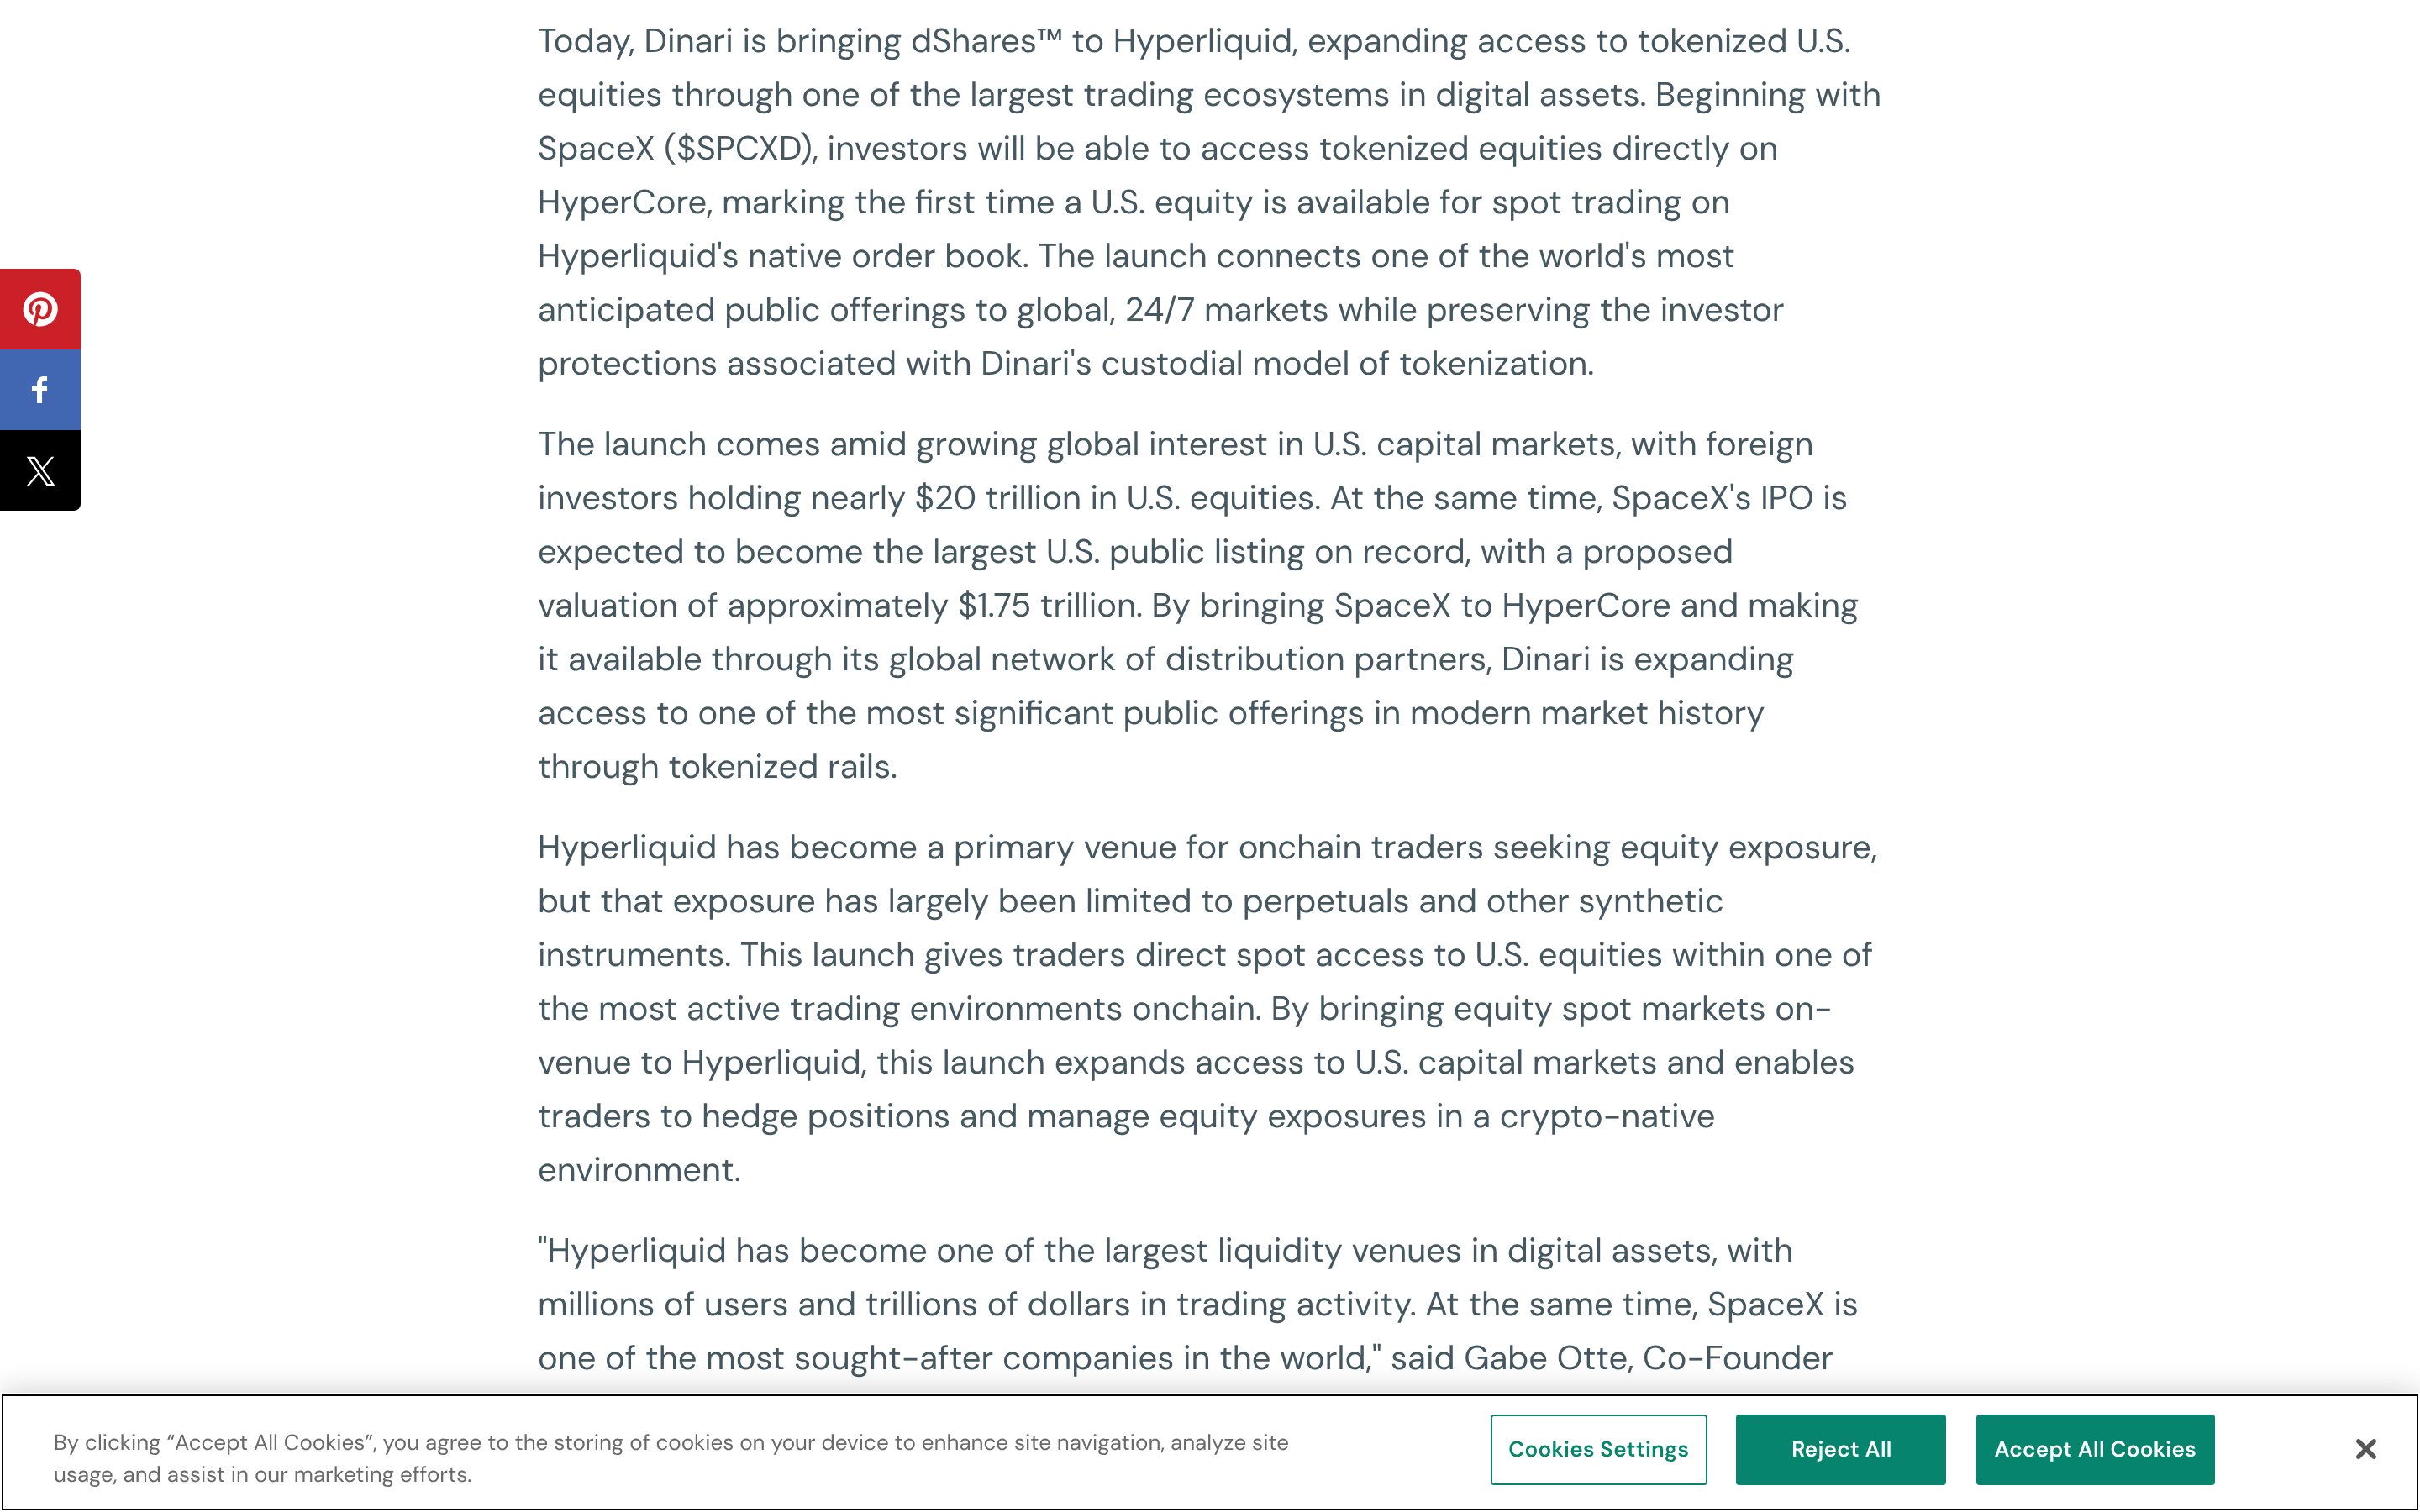 Today, Dinari is bringing dShares™ to Hyperliquid, expanding access to tokenized U.S.
equities through one of the largest trading ecosystems in digital assets. Beginning with
SpaceX ($SPCXD), investors will be able to access tokenized equities directly on
HyperCore, marking the first time a U.S. equity is available for spot trading on
Hyperliquid's native order book. The launch connects one of the world's most
anticipated public offerings to global, 24/7 markets while preserving the investor
protections associated with Dinari's custodial model of tokenization.
The launch comes amid growing global interest in U.S. capital markets, with foreign
investors holding nearly $20 trillion in U.S. equities. At the same time, SpaceX's IPO is
expected to become the largest U.S. public listing on record, with a proposed
valuation of approximately $1.75 trillion. By bringing SpaceX to HyperCore and making
it available through its global network of distribution partners, Dinari is expanding
access to one of the most significant public offerings in modern market history
through tokenized rails.
Hyperliquid has become a primary venue for onchain traders seeking equity exposure,
but that exposure has largely been limited to perpetuals and other synthetic
instruments. This launch gives traders direct spot access to U.S. equities within one of
the most active trading environments onchain. By bringing equity spot markets on-
venue to Hyperliquid, this launch expands access to U.S. capital markets and enables
traders to hedge positions and manage equity exposures in a crypto-native
environment.
"Hyperliquid has become one of the largest liquidity venues in digital assets, with
millions of users and trillions of dollars in trading activity. At the same time, SpaceX is
one of the most sought-after companies in the world," said Gabe Otte, Co-Founder
By clicking “Accept All Cookies”, you agree to the storing of cookies on your device to enhance site navigation, analyze site
usage, and assist in our marketing efforts.
Cookies Settings
Reject All
Accept All Cookies